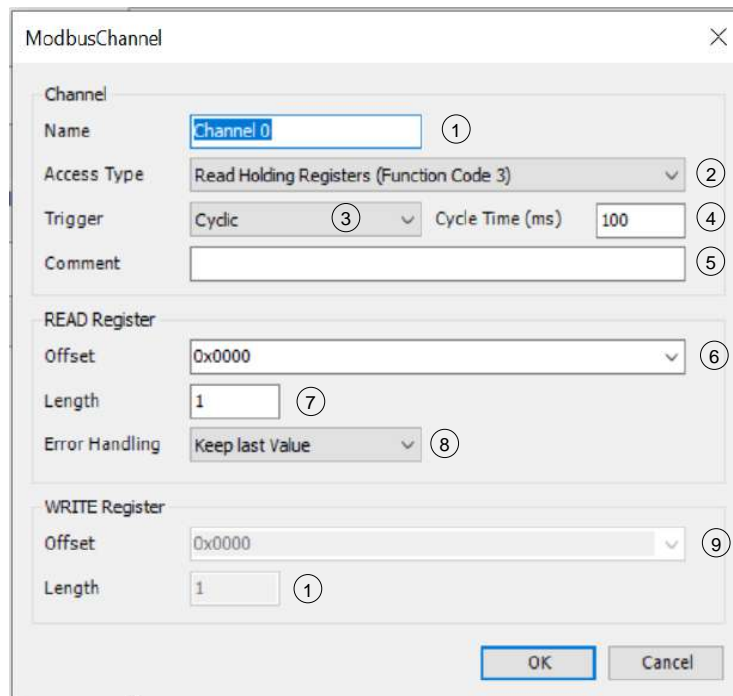 ModbusChannel
Channel
Name Channel 0 1
Access Type Read Holding Registers (Function Code 3) 2
Trigger Cyclic 3 Cycle Time (ms) 100 4
Comment 5
READ Register
Offset 0x0000 6
Length 1 7
Error Handling Keep last Value 8
WRITE Register
Offset 0x0000 9
Length 1 1
OK Cancel